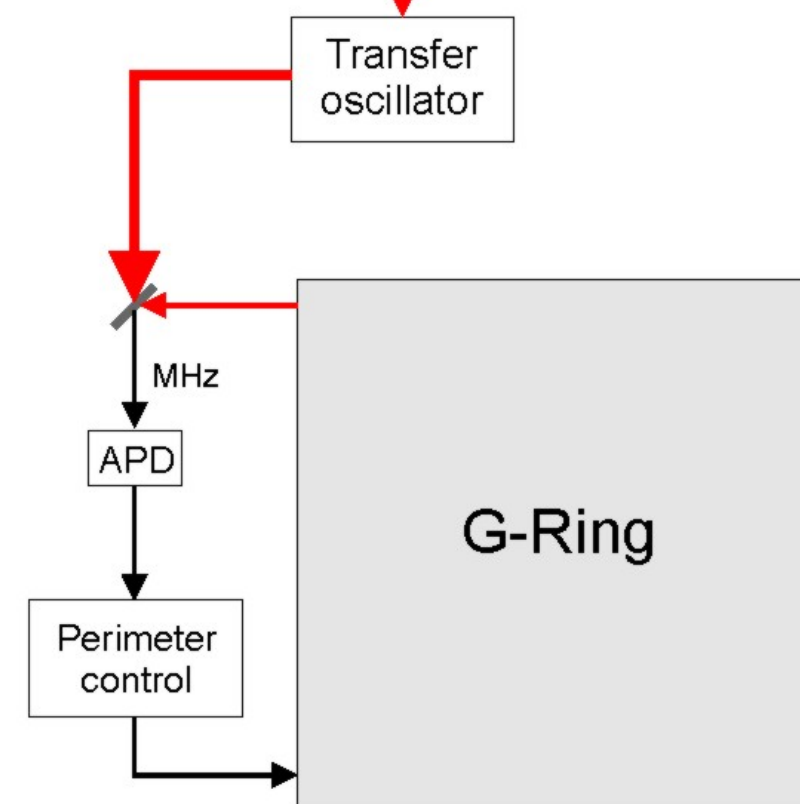 Transfer
oscillator
MHz
APD
G-Ring
Perimeter
control